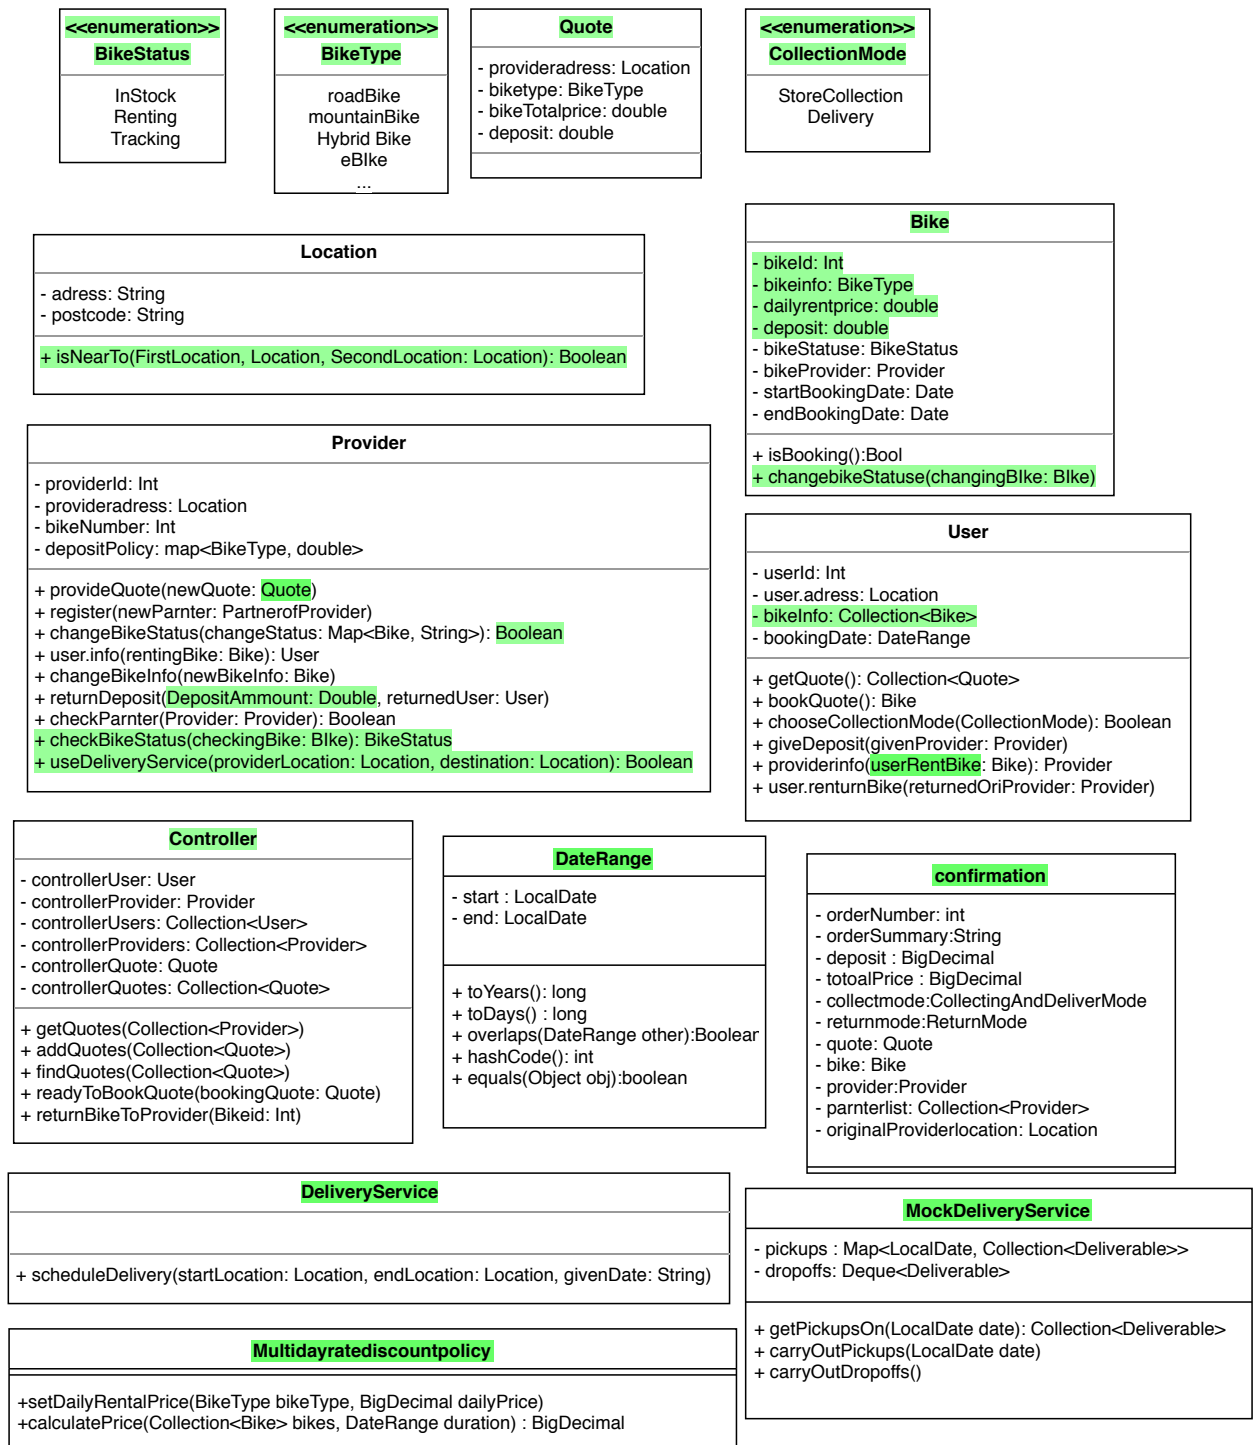 <<enumeration>>
BikeStatus
InStock
Renting
Tracking
<<enumeration>>
BikeType
roadBike
mountainBike
Hybrid Bike
eBIke
...
Quote
- provideradress: Location
- biketype: BikeType
- bikeTotalprice: double
- deposit: double
<<enumeration>>
CollectionMode
StoreCollection
Delivery
Location
- adress: String
- postcode: String
+ isNearTo(FirstLocation, Location, SecondLocation: Location): Boolean
Bike
- bikeId: Int
- bikeinfo: BikeType
- dailyrentprice: double
- deposit: double
- bikeStatuse: BikeStatus
- bikeProvider: Provider
- startBookingDate: Date
- endBookingDate: Date
+ isBooking():Bool
+ changebikeStatuse(changingBIke: BIke)
Provider
- providerId: Int
- provideradress: Location
- bikeNumber: Int
- depositPolicy: map<BikeType, double>
+ provideQuote(newQuote: Quote)
+ register(newParnter: PartnerofProvider)
+ changeBikeStatus(changeStatus: Map<Bike, String>): Boolean
+ user.info(rentingBike: Bike): User
+ changeBikeInfo(newBikeInfo: Bike)
+ returnDeposit(DepositAmmount: Double, returnedUser: User)
+ checkParnter(Provider: Provider): Boolean
+ checkBikeStatus(checkingBike: BIke): BikeStatus
+ useDeliveryService(providerLocation: Location, destination: Location): Boolean
User
- userId: Int
- user.adress: Location
- bikeInfo: Collection<Bike>
- bookingDate: DateRange
+ getQuote(): Collection<Quote>
+ bookQuote(): Bike
+ chooseCollectionMode(CollectionMode): Boolean
+ giveDeposit(givenProvider: Provider)
+ providerinfo(userRentBike: Bike): Provider
+ user.renturnBike(returnedOriProvider: Provider)
Controller
- controllerUser: User
- controllerProvider: Provider
- controllerUsers: Collection<User>
- controllerProviders: Collection<Provider>
- controllerQuote: Quote
- controllerQuotes: Collection<Quote>
+ getQuotes(Collection<Provider>)
+ addQuotes(Collection<Quote>)
+ findQuotes(Collection<Quote>)
+ readyToBookQuote(bookingQuote: Quote)
+ returnBikeToProvider(Bikeid: Int)
DateRange
- start : LocalDate
- end: LocalDate
+ toYears(): long
+ toDays() : long
+ overlaps(DateRange other):Boolean
+ hashCode(): int
+ equals(Object obj):boolean
confirmation
- orderNumber: int
- orderSummary:String
- deposit : BigDecimal
- totoalPrice : BigDecimal
- collectmode:CollectingAndDeliverMode
- returnmode:ReturnMode
- quote: Quote
- bike: Bike
- provider:Provider
- parnterlist: Collection<Provider>
- originalProviderlocation: Location
DeliveryService
+ scheduleDelivery(startLocation: Location, endLocation: Location, givenDate: String)
MockDeliveryService
- pickups : Map<LocalDate, Collection<Deliverable>>
- dropoffs: Deque<Deliverable>
+ getPickupsOn(LocalDate date): Collection<Deliverable>
+ carryOutPickups(LocalDate date)
+ carryOutDropoffs()
Multidayratediscountpolicy
+setDailyRentalPrice(BikeType bikeType, BigDecimal dailyPrice)
+calculatePrice(Collection<Bike> bikes, DateRange duration) : BigDecimal